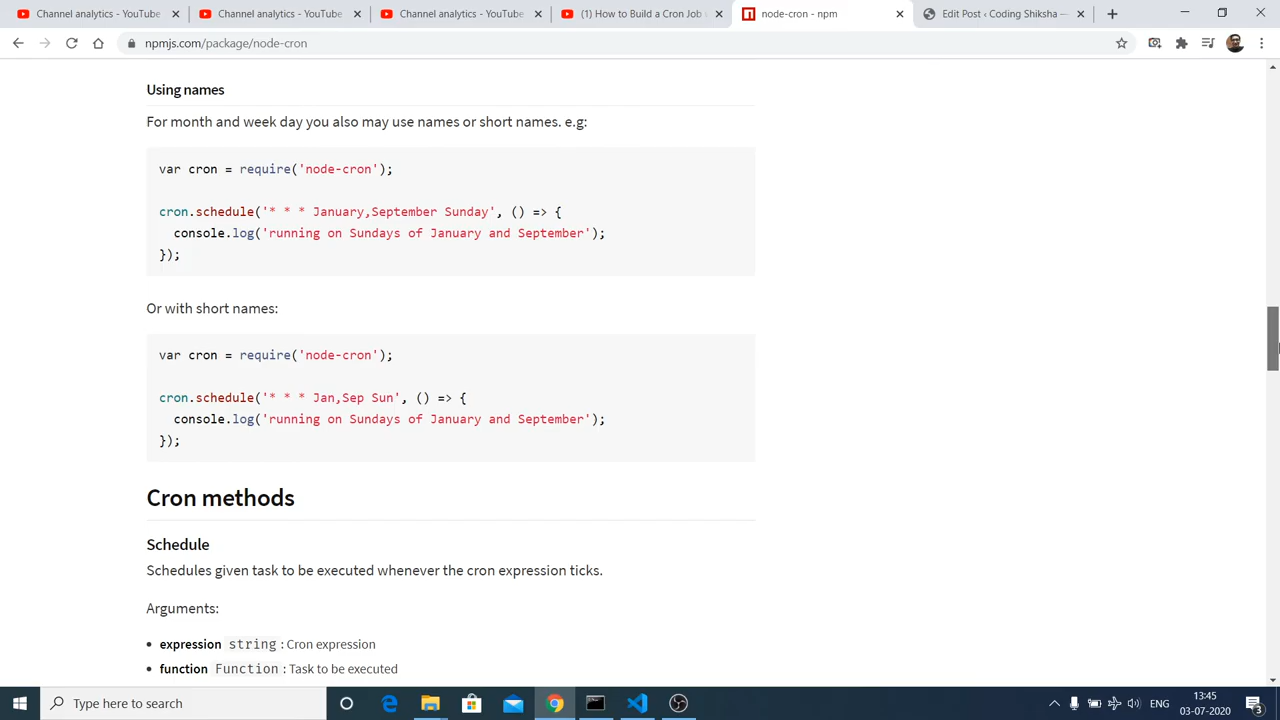 Channel analytics - YouTube
Channel analytics - YouTube
Channel analytics - YouTube
(1) How to Build a Cron Job
node-cron - npm
Edit Post ‹ Coding Shiksha —
npmjs.com/package/node-cron
Using names
For month and week day you also may use names or short names. e.g:
var cron = require('node-cron');
cron.schedule('* * * January,September Sunday', () => {
console.log('running on Sundays of January and September');
});
Or with short names:
var cron = require('node-cron');
cron.schedule('* * * Jan,Sep Sun', () => {
console.log('running on Sundays of January and September');
});
Cron methods
Schedule
Schedules given task to be executed whenever the cron expression ticks.
Arguments:
• expression string : Cron expression
• function Function : Task to be executed
Type here to search
ENG
13:45
03-07-2020
3